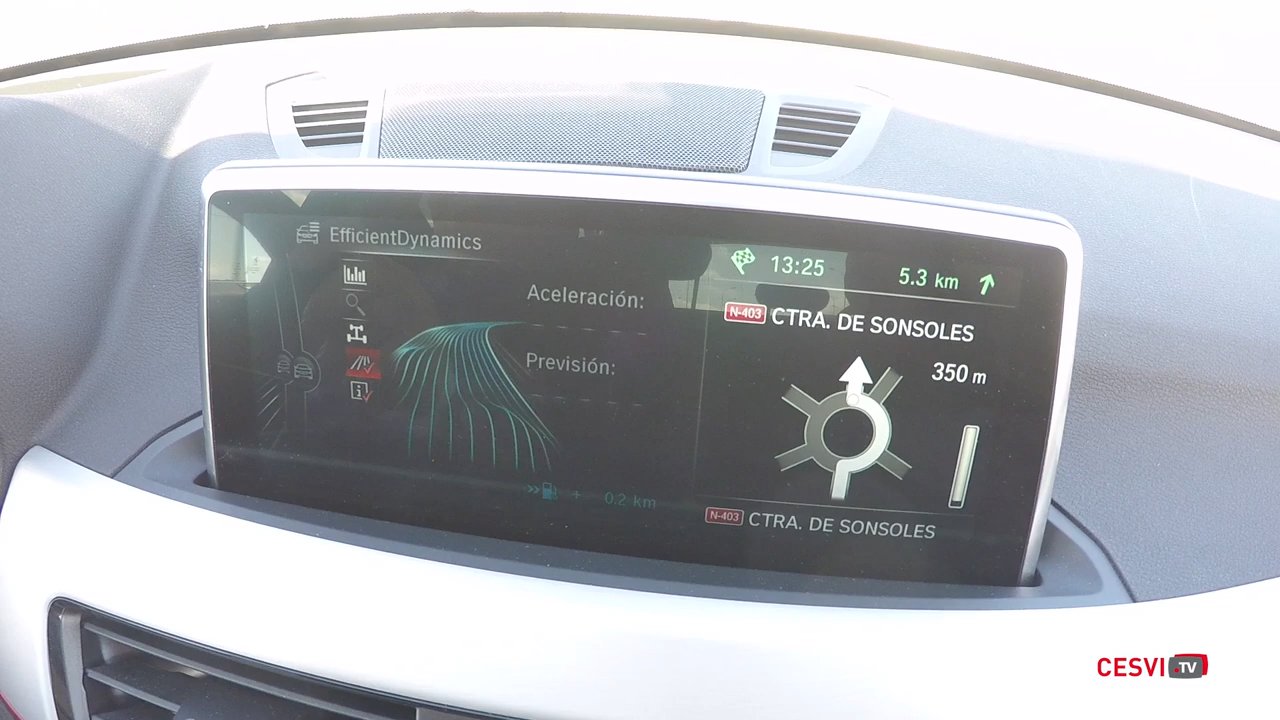 EfficientDynamics
Aceleración:
Previsión:
+ 0.2 km
13:25
5.3 km
N-403 CTRA. DE SONSOLES
350 m
N-403 CTRA. DE SONSOLES
CESVI TV